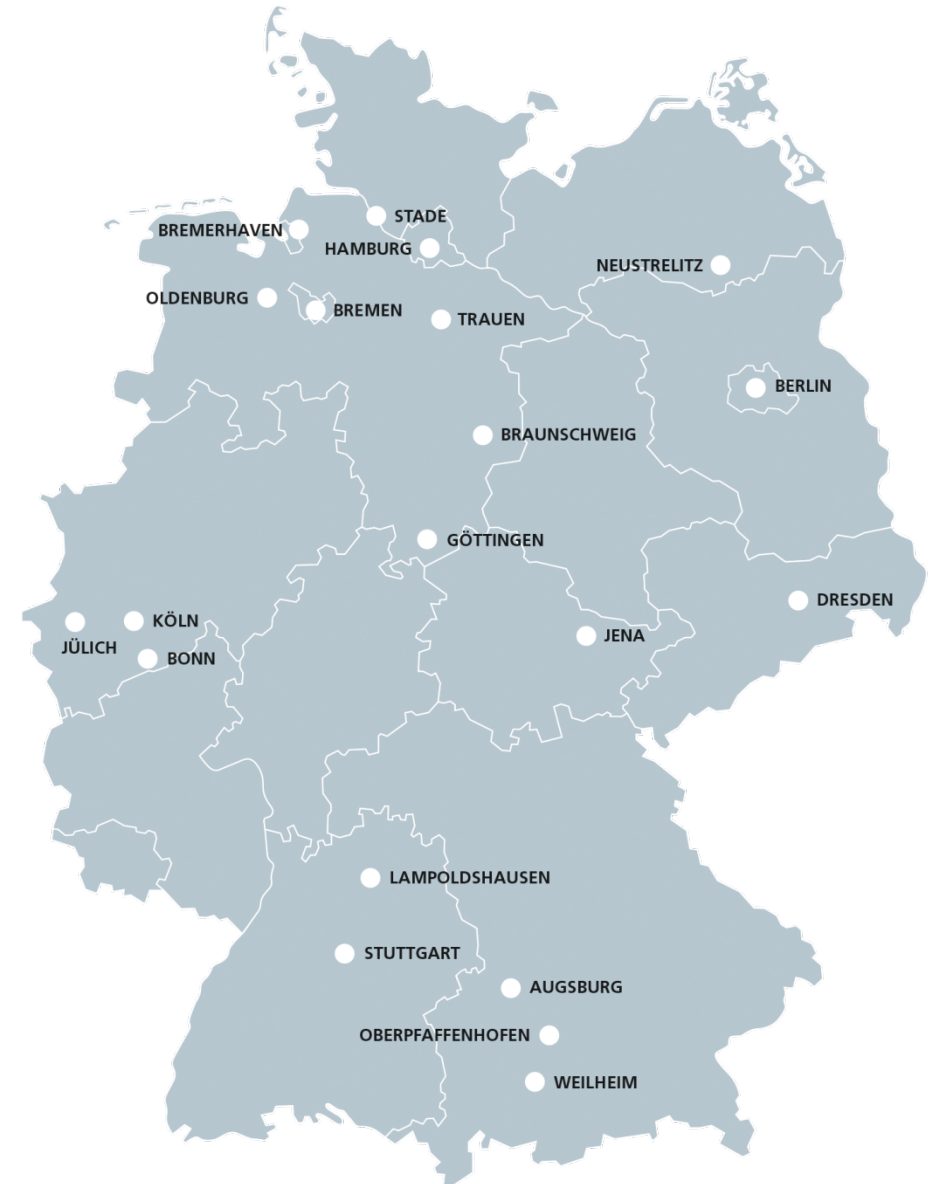 STADE
BREMERHAVEN
HAMBURG
NEUSTRELITZ
OLDENBURG
BREMEN
TRAUEN
BERLIN
BRAUNSCHWEIG
GÖTTINGEN
DRESDEN
KÖLN
JENA
JÜLICH
BONN
LAMPOLDSHAUSEN
STUTTGART
AUGSBURG
OBERPFAFFENHOFEN
WEILHEIM